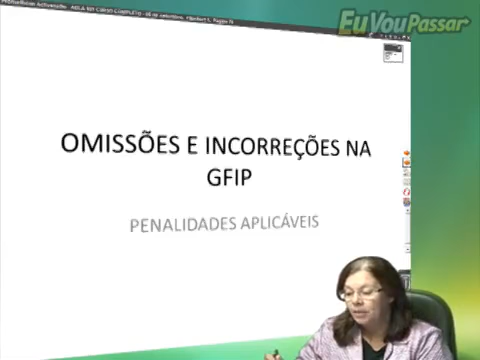 EuVouPassar
OMISSÕES E INCORREÇÕES NA
GFIP
PENALIDADES APLICÁVEIS